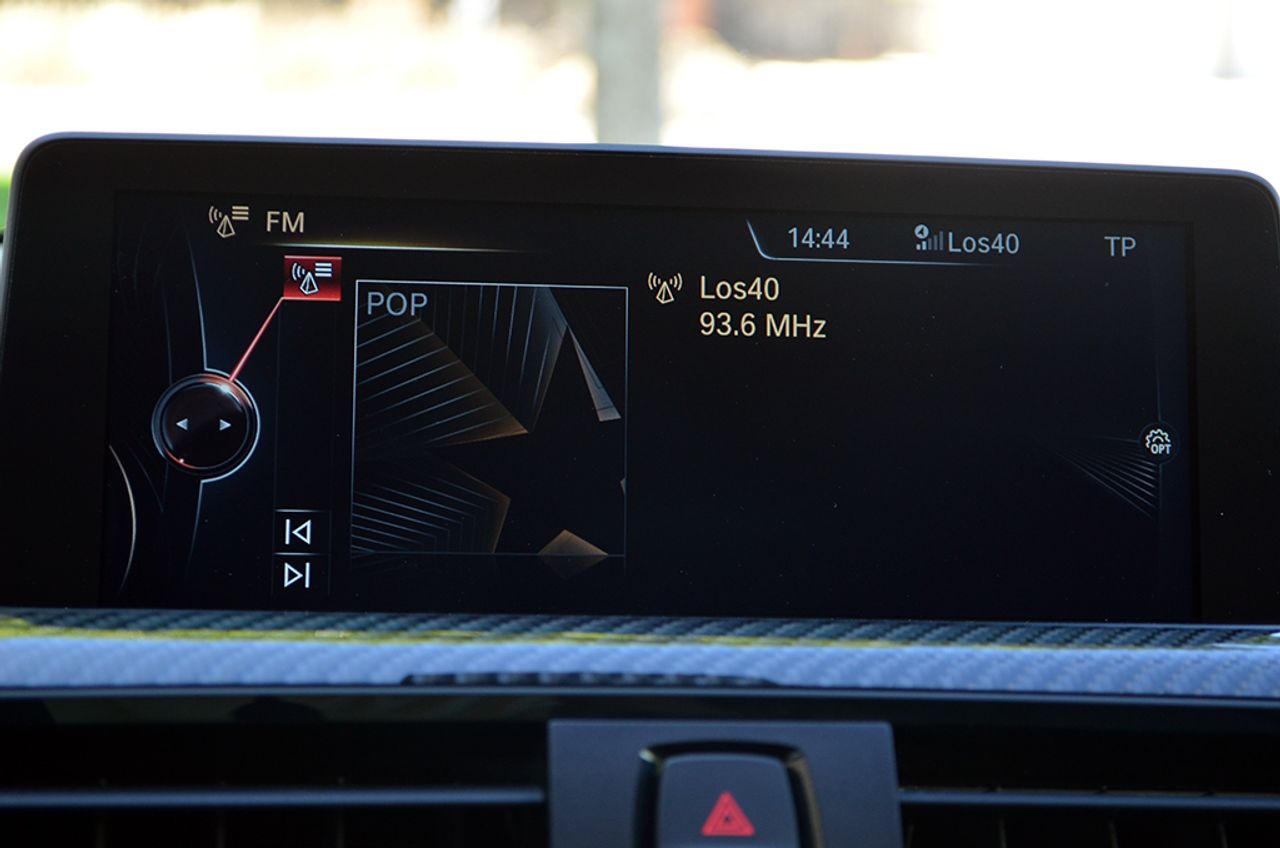 FM
14:44
Los40
TP
POP
Los40
93.6 MHz
OPT